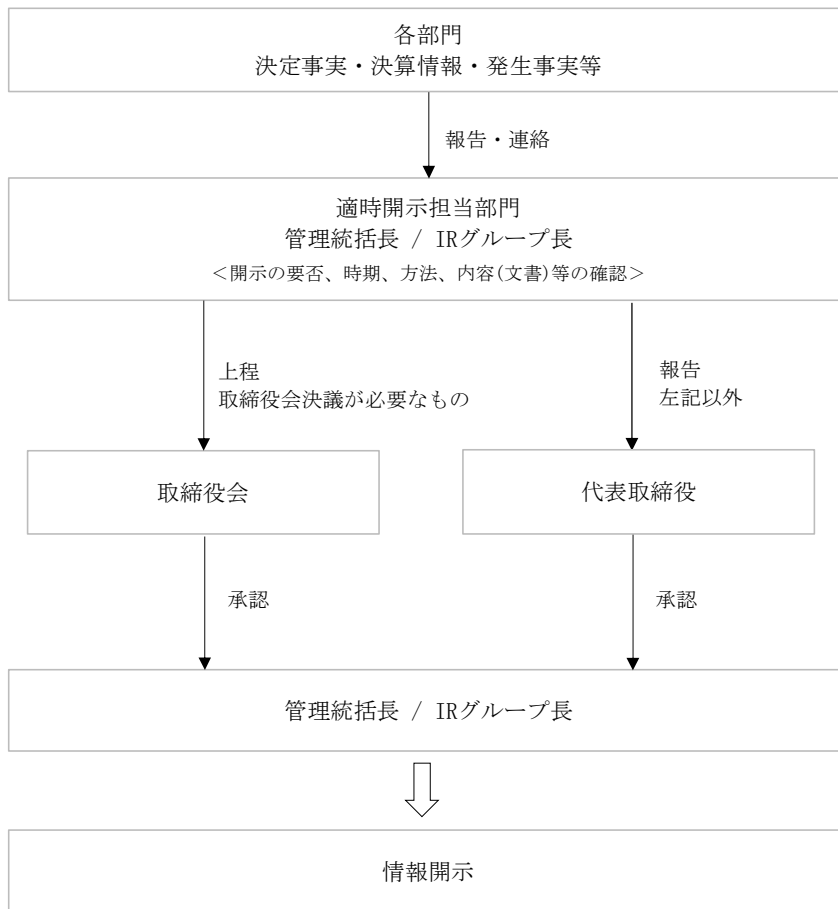 各部門
決定事実・決算情報・発生事実等
報告・連絡
適時開示担当部門
管理統括長 / IRグループ長
＜開示の要否、時期、方法、内容(文書)等の確認＞
上程
取締役会決議が必要なもの
報告
左記以外
取締役会
代表取締役
承認
承認
管理統括長 / IRグループ長
情報開示